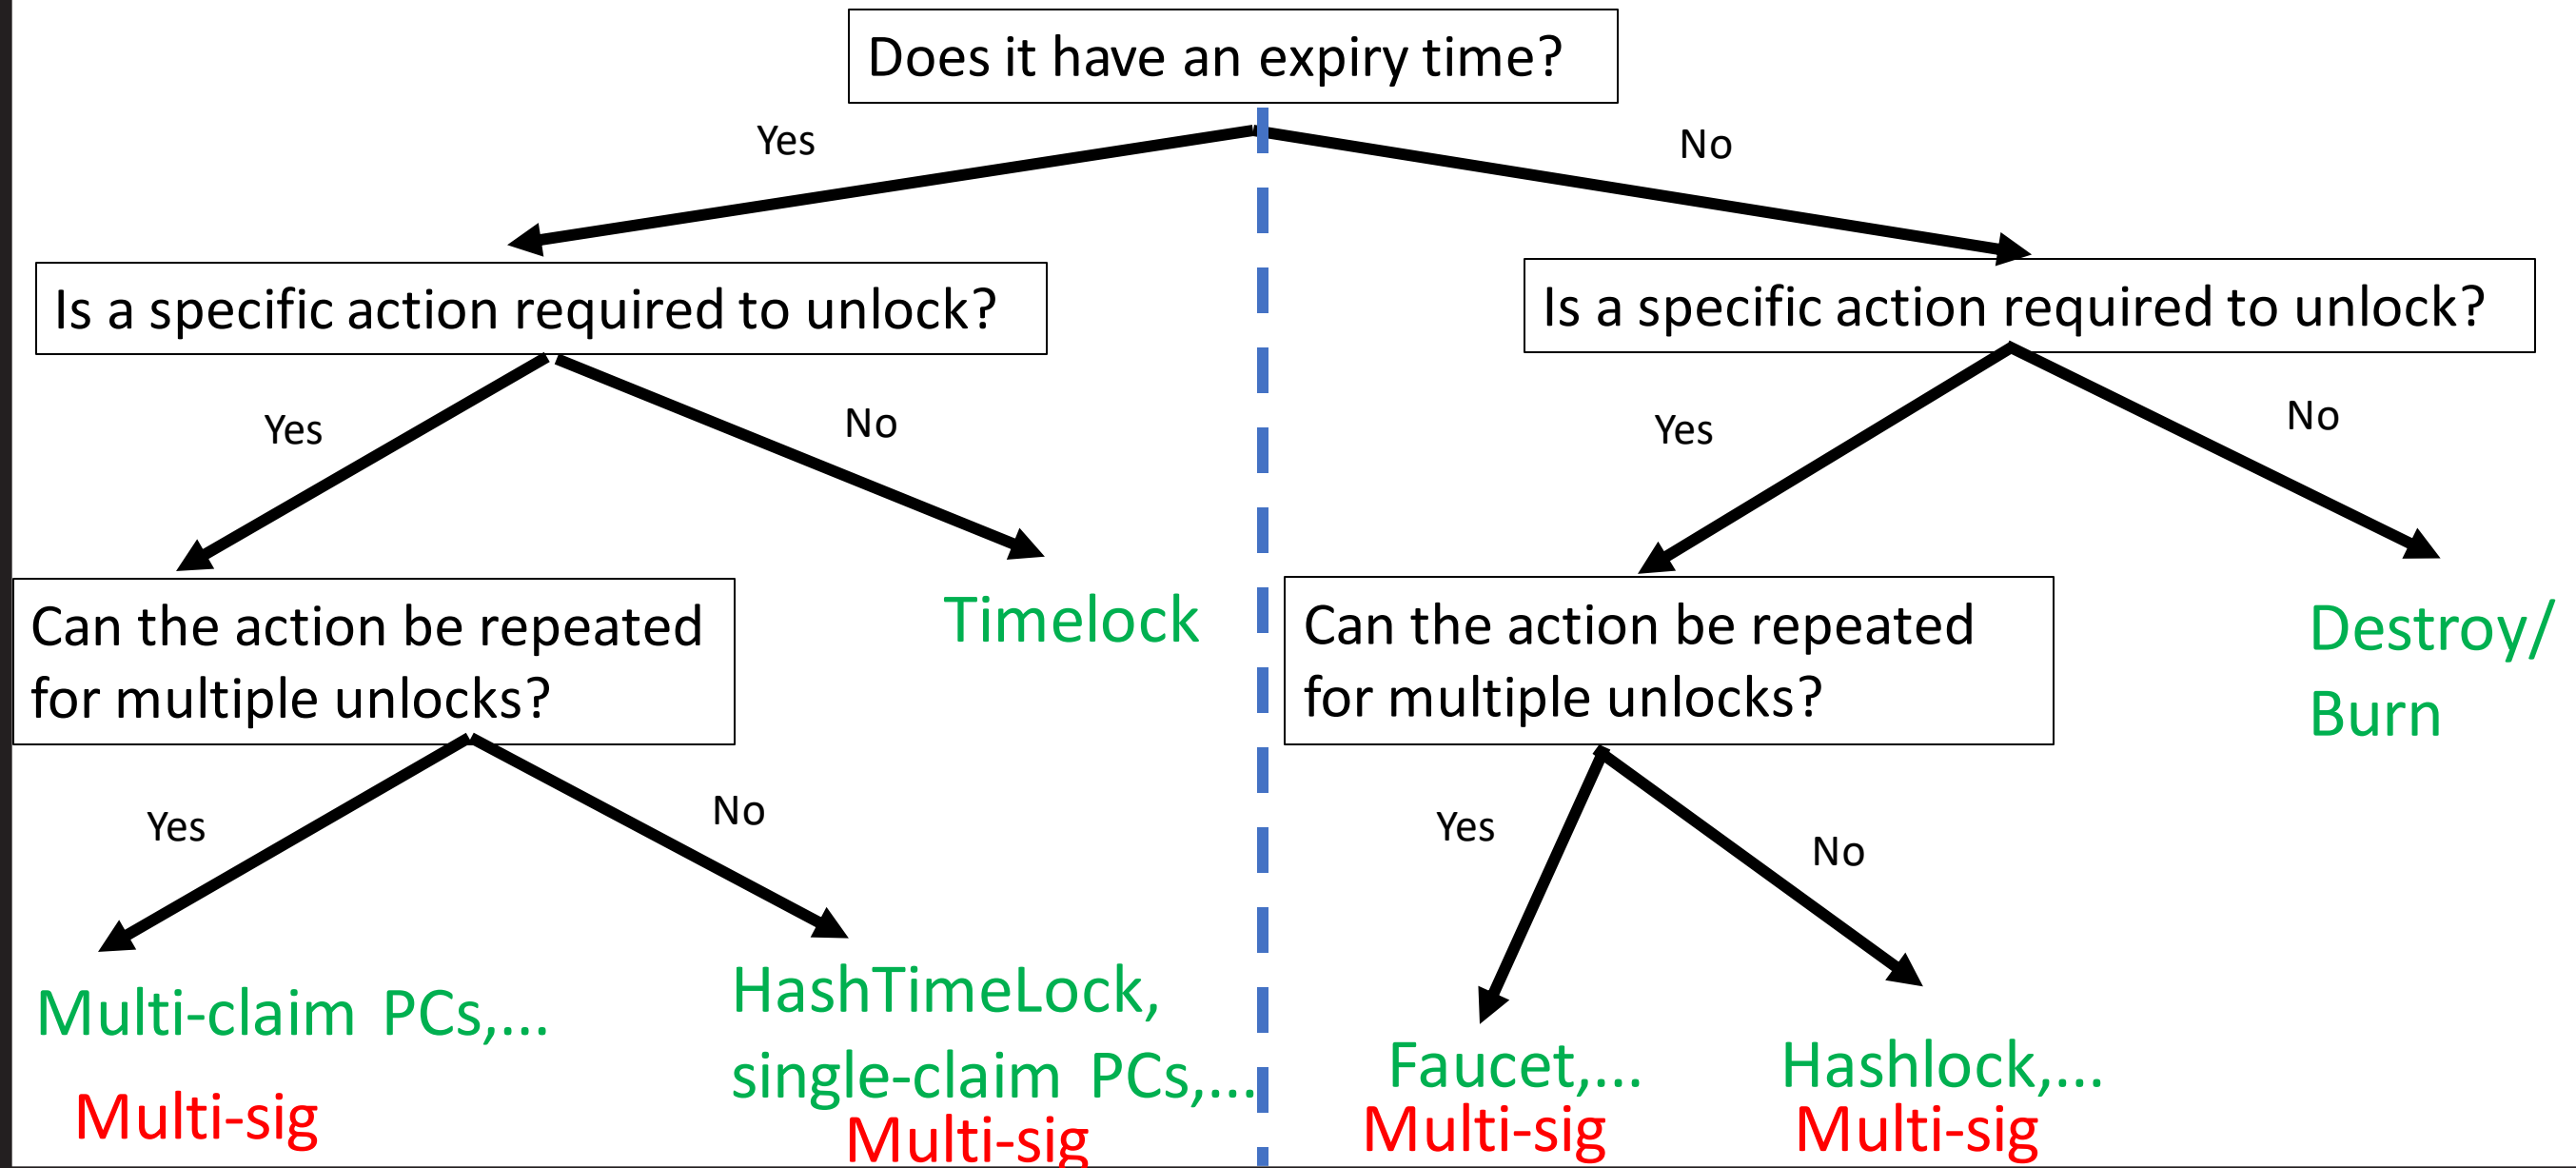 Does it have an expiry time?
Yes
No
Is a specific action required to unlock?
Is a specific action required to unlock?
Yes
No
Yes
No
Can the action be repeated
for multiple unlocks?
Timelock
Can the action be repeated
for multiple unlocks?
Destroy/
Burn
Yes
No
Yes
No
Multi-claim PCs,...
Multi-sig
HashTimeLock,
single-claim PCs,...
Multi-sig
Faucet,...
Multi-sig
Hashlock,...
Multi-sig